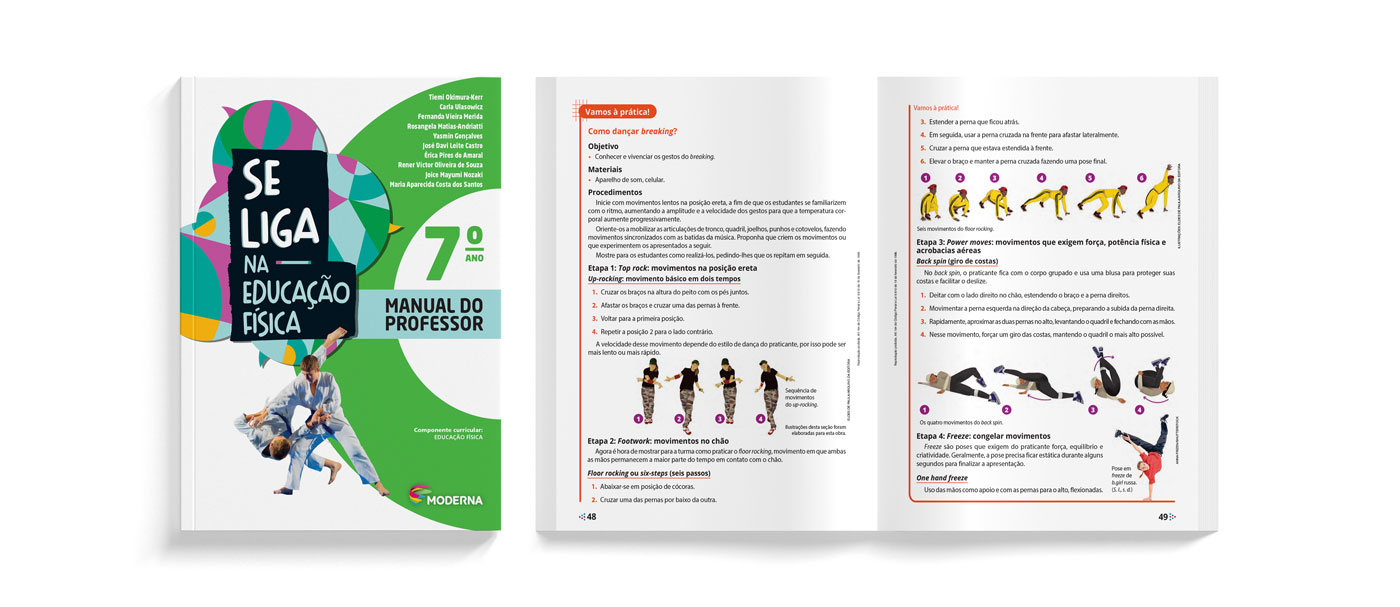 Tiemi Okimura-Kerr
Carla Ulasowicz
Fernanda Vieira Merida
Rosangela Matias-Andriatti
Yasmin Gonçalves
José Davi Leite Castro
Érica Pires do Amaral
Rener Victor Oliveira de Souza
Joice Mayumi Nozaki
Maria Aparecida Costa dos Santos
SE
LIGA
NA
EDUCAÇÃO
FÍSICA
7º
ANO
MANUAL DO
PROFESSOR
Componente curricular:
EDUCAÇÃO FÍSICA
MODERNA
Vamos à prática!
Como dançar breaking?
Objetivo
• Conhecer e vivenciar os gestos do breaking.
Materiais
• Aparelho de som, celular.
Procedimentos
Inicie com movimentos lentos na posição ereta, a fim de que os estudantes se familiarizem
com o ritmo, aumentando a amplitude e a velocidade dos gestos para que a temperatura cor-
poral aumente progressivamente.
Oriente-os a mobilizar as articulações de tronco, quadril, joelhos, punhos e cotovelos, fazendo
movimentos sincronizados com as batidas da música. Proponha que criem os movimentos ou
que experimentem os apresentados a seguir.
Mostre para os estudantes como realizá-los, pedindo-lhes que os repitam em seguida.
Etapa 1: Top rock: movimentos na posição ereta
Up-rocking: movimento básico em dois tempos
1. Cruzar os braços na altura do peito com os pés juntos.
2. Afastar os braços e cruzar uma das pernas à frente.
3. Voltar para a primeira posição.
4. Repetir a posição 2 para o lado contrário.
A velocidade desse movimento depende do estilo de dança do praticante, por isso pode ser
mais lento ou mais rápido.
1
2
3
4
Sequência de
movimentos
do up-rocking.
Ilustrações desta seção foram
elaboradas para esta obra.
Etapa 2: Footwork: movimentos no chão
Agora é hora de mostrar para a turma como praticar o floor rocking, movimento em que ambas
as mãos permanecem a maior parte do tempo em contato com o chão.
Floor rocking ou six-steps (seis passos)
1. Abaixar-se em posição de cócoras.
2. Cruzar uma das pernas por baixo da outra.
48
Vamos à prática!
3. Estender a perna que ficou atrás.
4. Em seguida, usar a perna cruzada na frente para afastar lateralmente.
5. Cruzar a perna que estava estendida à frente.
6. Elevar o braço e manter a perna cruzada fazendo uma pose final.
1
2
3
4
5
6
Seis movimentos do floor rocking.
Etapa 3: Power moves: movimentos que exigem força, potência física e
acrobacias aéreas
Back spin (giro de costas)
No back spin, o praticante fica com o corpo grupado e usa uma blusa para proteger suas
costas e facilitar o deslize.
1. Deitar com o lado direito no chão, estendendo o braço e a perna direitos.
2. Movimentar a perna esquerda na direção da cabeça, preparando a subida da perna direita.
3. Rapidamente, aproximar as duas pernas no alto, levantando o quadril e fechando com as mãos.
4. Nesse movimento, forçar um giro das costas, mantendo o quadril o mais alto possível.
1
2
3
4
Os quatro movimentos do back spin.
Etapa 4: Freeze: congelar movimentos
Freeze são poses que exigem do praticante força, equilíbrio e
criatividade. Geralmente, a pose precisa ficar estática durante alguns
segundos para finalizar a apresentação.
One hand freeze
Uso das mãos como apoio e com as pernas para o alto, flexionadas.
Pose em
freeze de
b.girl russa.
(S. l., s. d.)
49